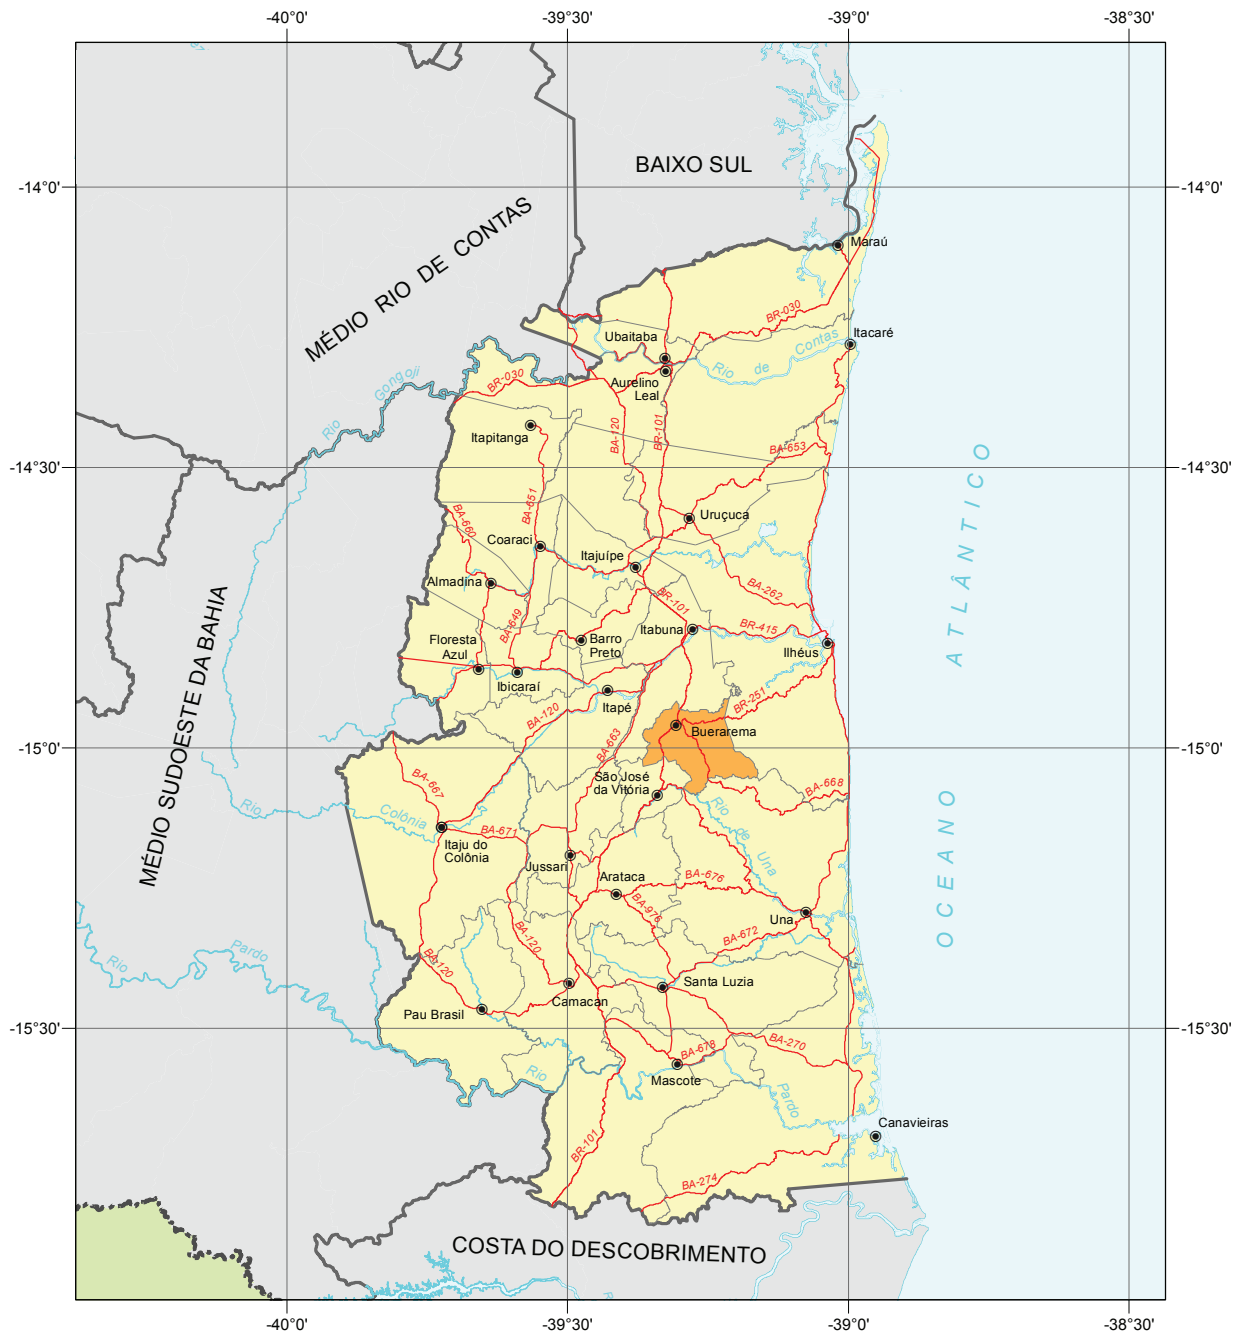 -40°0'
-39°30'
-39°0'
-38°30'
BAIXO SUL
-14°0'
-14°0'
MÉDIO RIO DE CONTAS
Maraú
BR-030
Ubaitaba
Itacaré
Rio de Contas
Aurelino
Leal
BR-030
Rio Gongoji
Itapitanga
BA-120
BR-101
BA-653
-14°30'
-14°30'
BA-651
BA-660
Uruçuca
Coaraci
Itajuípe
Almadina
BA-262
BR-101
BA-649
Itabuna
BR-415
Floresta
Azul
Barro
Preto
Ilhéus
Ibicaraí
Itapé
BR-251
BA-120
BA-663
Buerarema
-15°0'
-15°0'
MÉDIO SUDOESTE DA BAHIA
OCEANO ATLÂNTICO
BA-667
São José
da Vitória
BA-668
Rio Colônia
Rio de Una
BA-671
Itaju do
Colônia
Jussari
Arataca
BA-676
BA-976
Una
BA-120
BA-672
Rio Pardo
BA-120
Santa Luzia
Camacan
Pau Brasil
-15°30'
-15°30'
BA-270
BA-678
Rio
Mascote
Pardo
Canavieiras
BR-101
BA-274
COSTA DO DESCOBRIMENTO
-40°0'
-39°30'
-39°0'
-38°30'